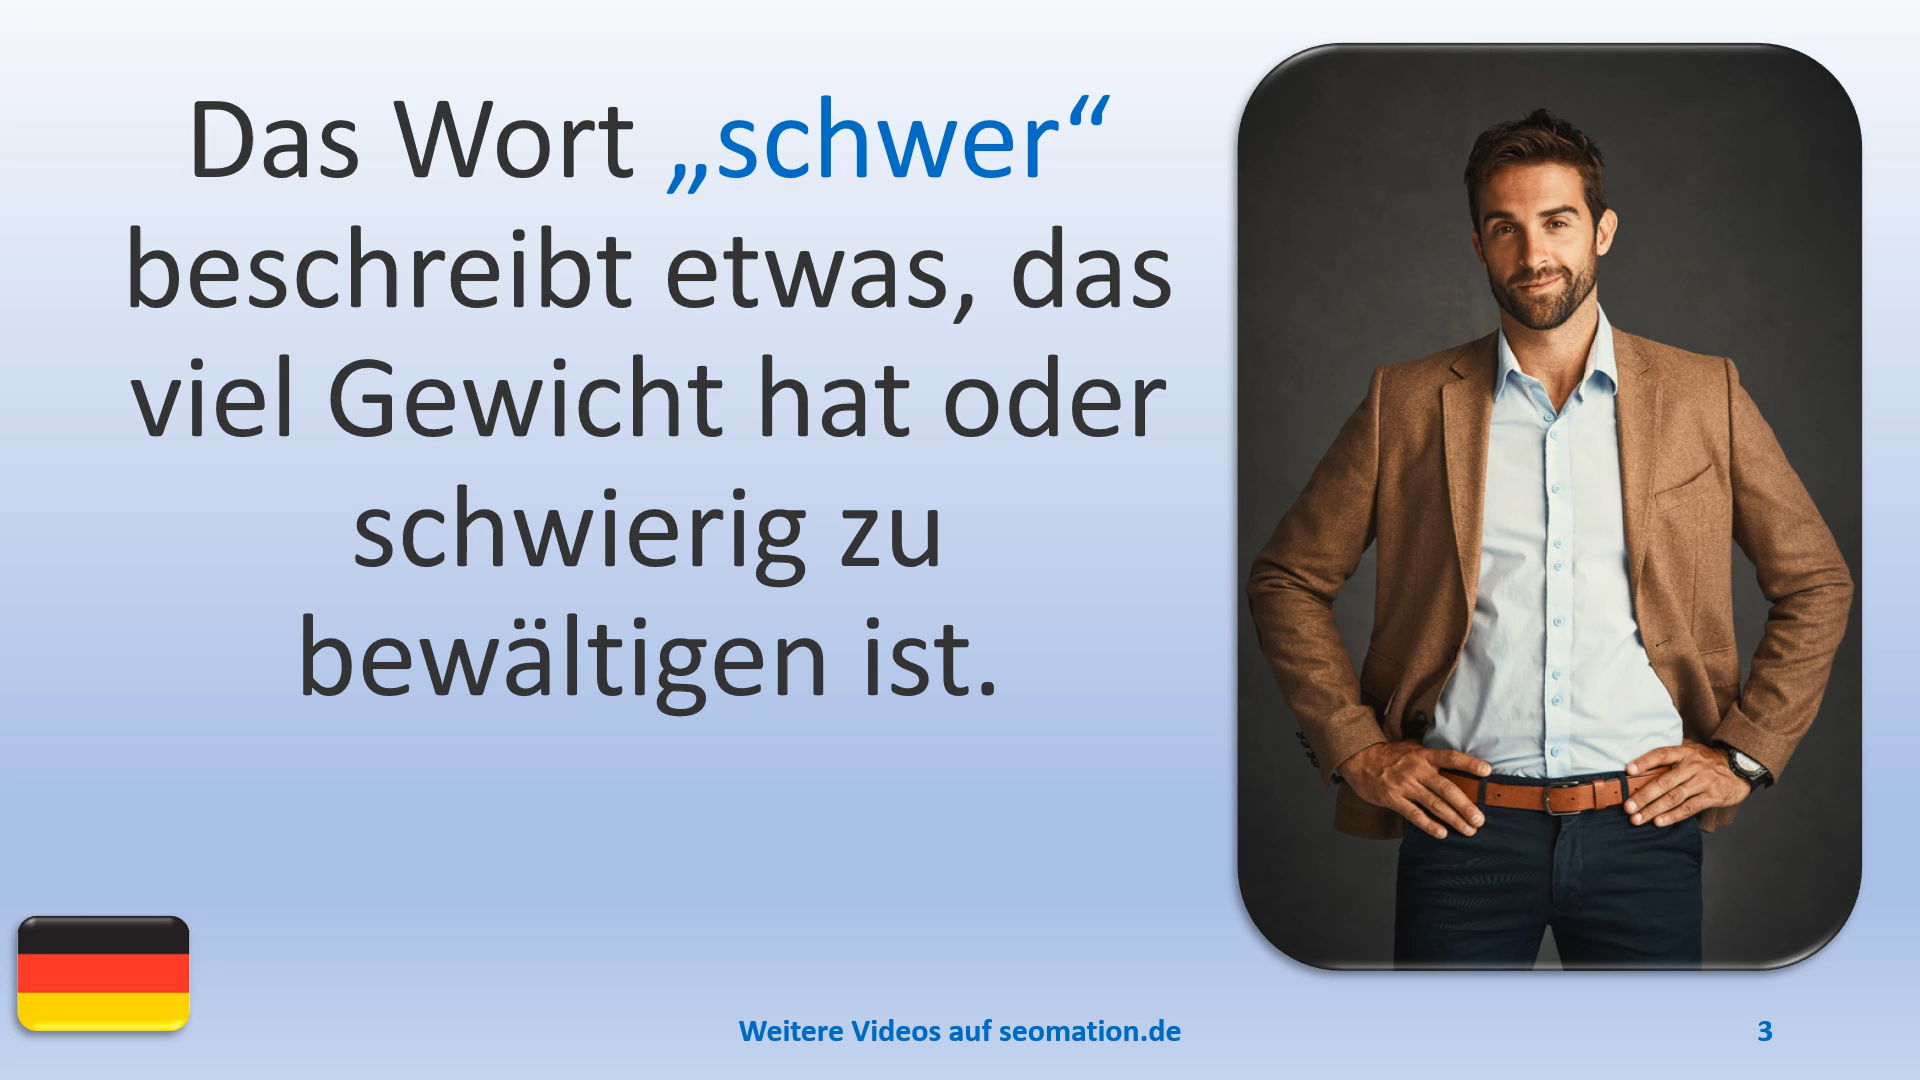 Das Wort „schwer“
beschreibt etwas, das
viel Gewicht hat oder
schwierig zu
bewältigen ist.
Weitere Videos auf seomation.de
3